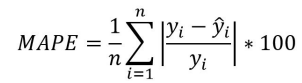 MAPE = \frac{1}{n} \sum_{i=1}^{n} \left| \frac{y_i - \hat{y}_i}{y_i} \right| * 100